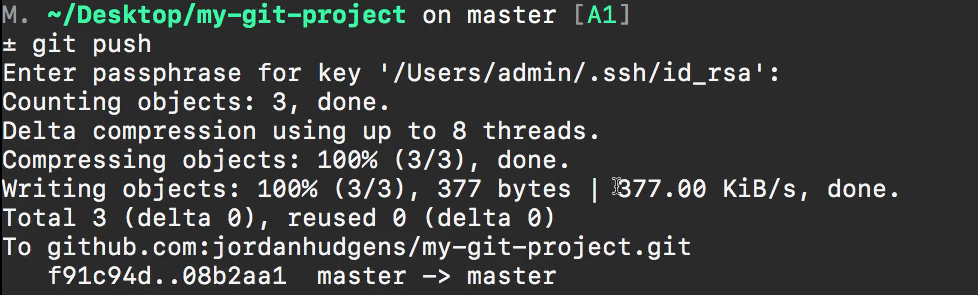 M. ~/Desktop/my-git-project on master [A1]
± git push
Enter passphrase for key '/Users/admin/.ssh/id_rsa':
Counting objects: 3, done.
Delta compression using up to 8 threads.
Compressing objects: 100% (3/3), done.
Writing objects: 100% (3/3), 377 bytes | 377.00 KiB/s, done.
Total 3 (delta 0), reused 0 (delta 0)
To github.com:jordanhudgens/my-git-project.git
   f91c94d..08b2aa1  master -> master